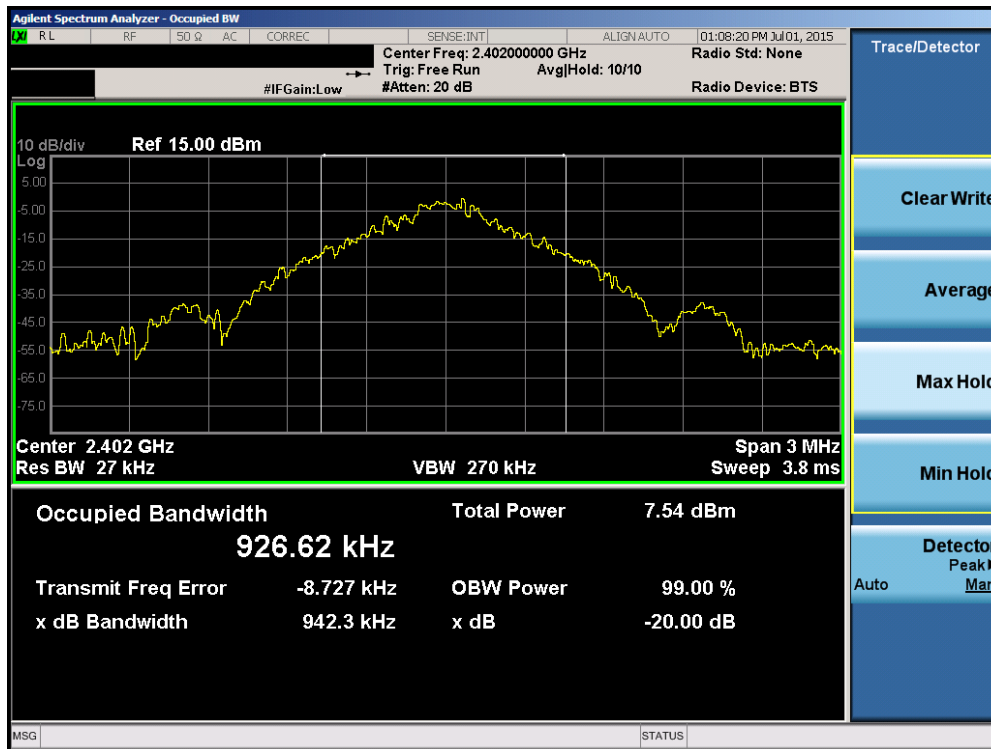 Agilent Spectrum Analyzer - Occupied BW
LXI RL RF 50 Ω AC CORREC SENSE:INT ALIGN AUTO 01:08:20 PM Jul 01, 2015
Center Freq: 2.402000000 GHz Radio Std: None
Trig: Free Run Avg|Hold: 10/10
#IFGain:Low #Atten: 20 dB Radio Device: BTS
10 dB/div Ref 15.00 dBm
Log
5.00
-5.00
-15.0
-25.0
-35.0
-45.0
-55.0
-65.0
-75.0
Center 2.402 GHz Span 3 MHz
Res BW 27 kHz VBW 270 kHz Sweep 3.8 ms
Occupied Bandwidth Total Power 7.54 dBm
926.62 kHz
Transmit Freq Error -8.727 kHz OBW Power 99.00 %
x dB Bandwidth 942.3 kHz x dB -20.00 dB
MSG STATUS
Trace/Detector
Clear Write
Average
Max Hold
Min Hold
Detector
Peak
Auto Man